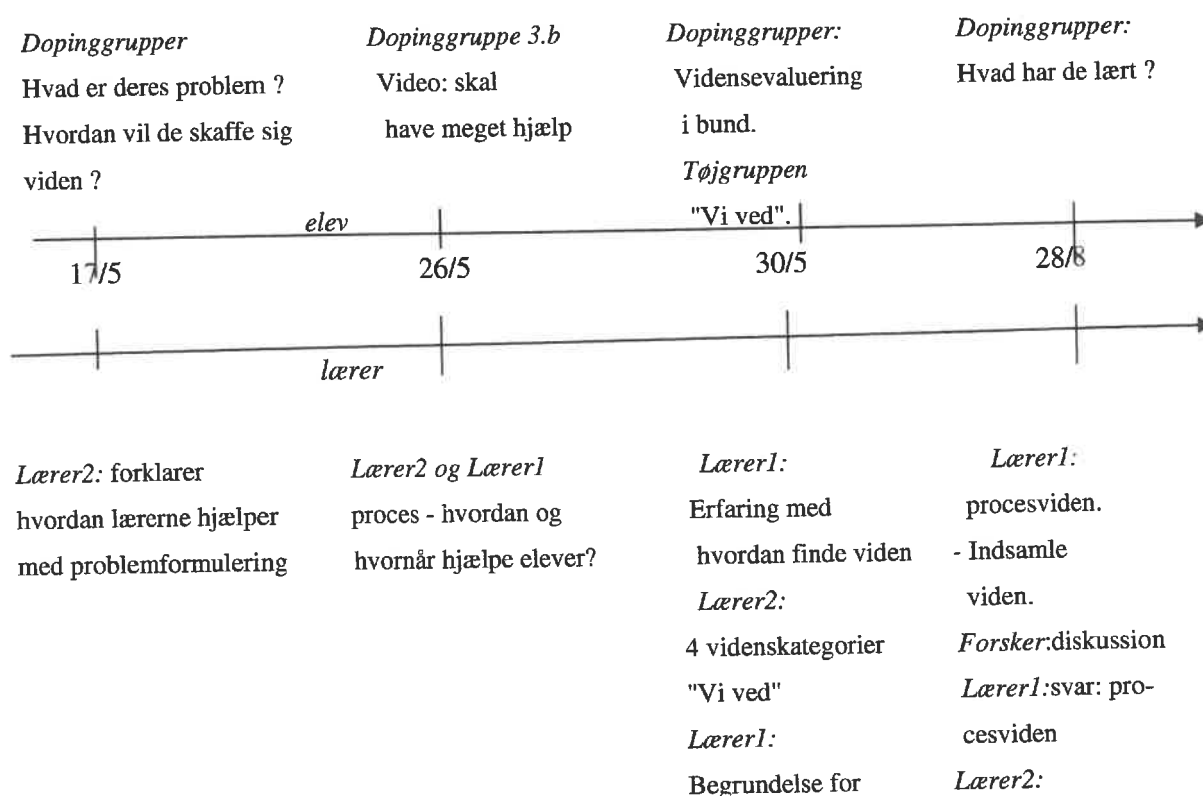 Dopinggrupper
Hvad er deres problem ?
Hvordan vil de skaffe sig
viden ?
Dopinggruppe 3.b
Video: skal
have meget hjælp
Dopinggrupper:
Vidensevaluering
i bund.
Tøjgruppen
"Vi ved".
Dopinggrupper:
Hvad har de lært ?
elev
17/5
26/5
30/5
28/8
lærer
Lærer2: forklarer
hvordan lærerne hjælper
med problemformulering
Lærer2 og Lærer1
proces - hvordan og
hvornår hjælpe elever?
Lærer1:
Erfaring med
hvordan finde viden
Lærer2:
4 videnskategorier
"Vi ved"
Lærer1:
Begrundelse for
Lærer1:
procesviden.
- Indsamle
viden.
Forsker:diskussion
Lærer1:svar: pro-
cesviden
Lærer2: